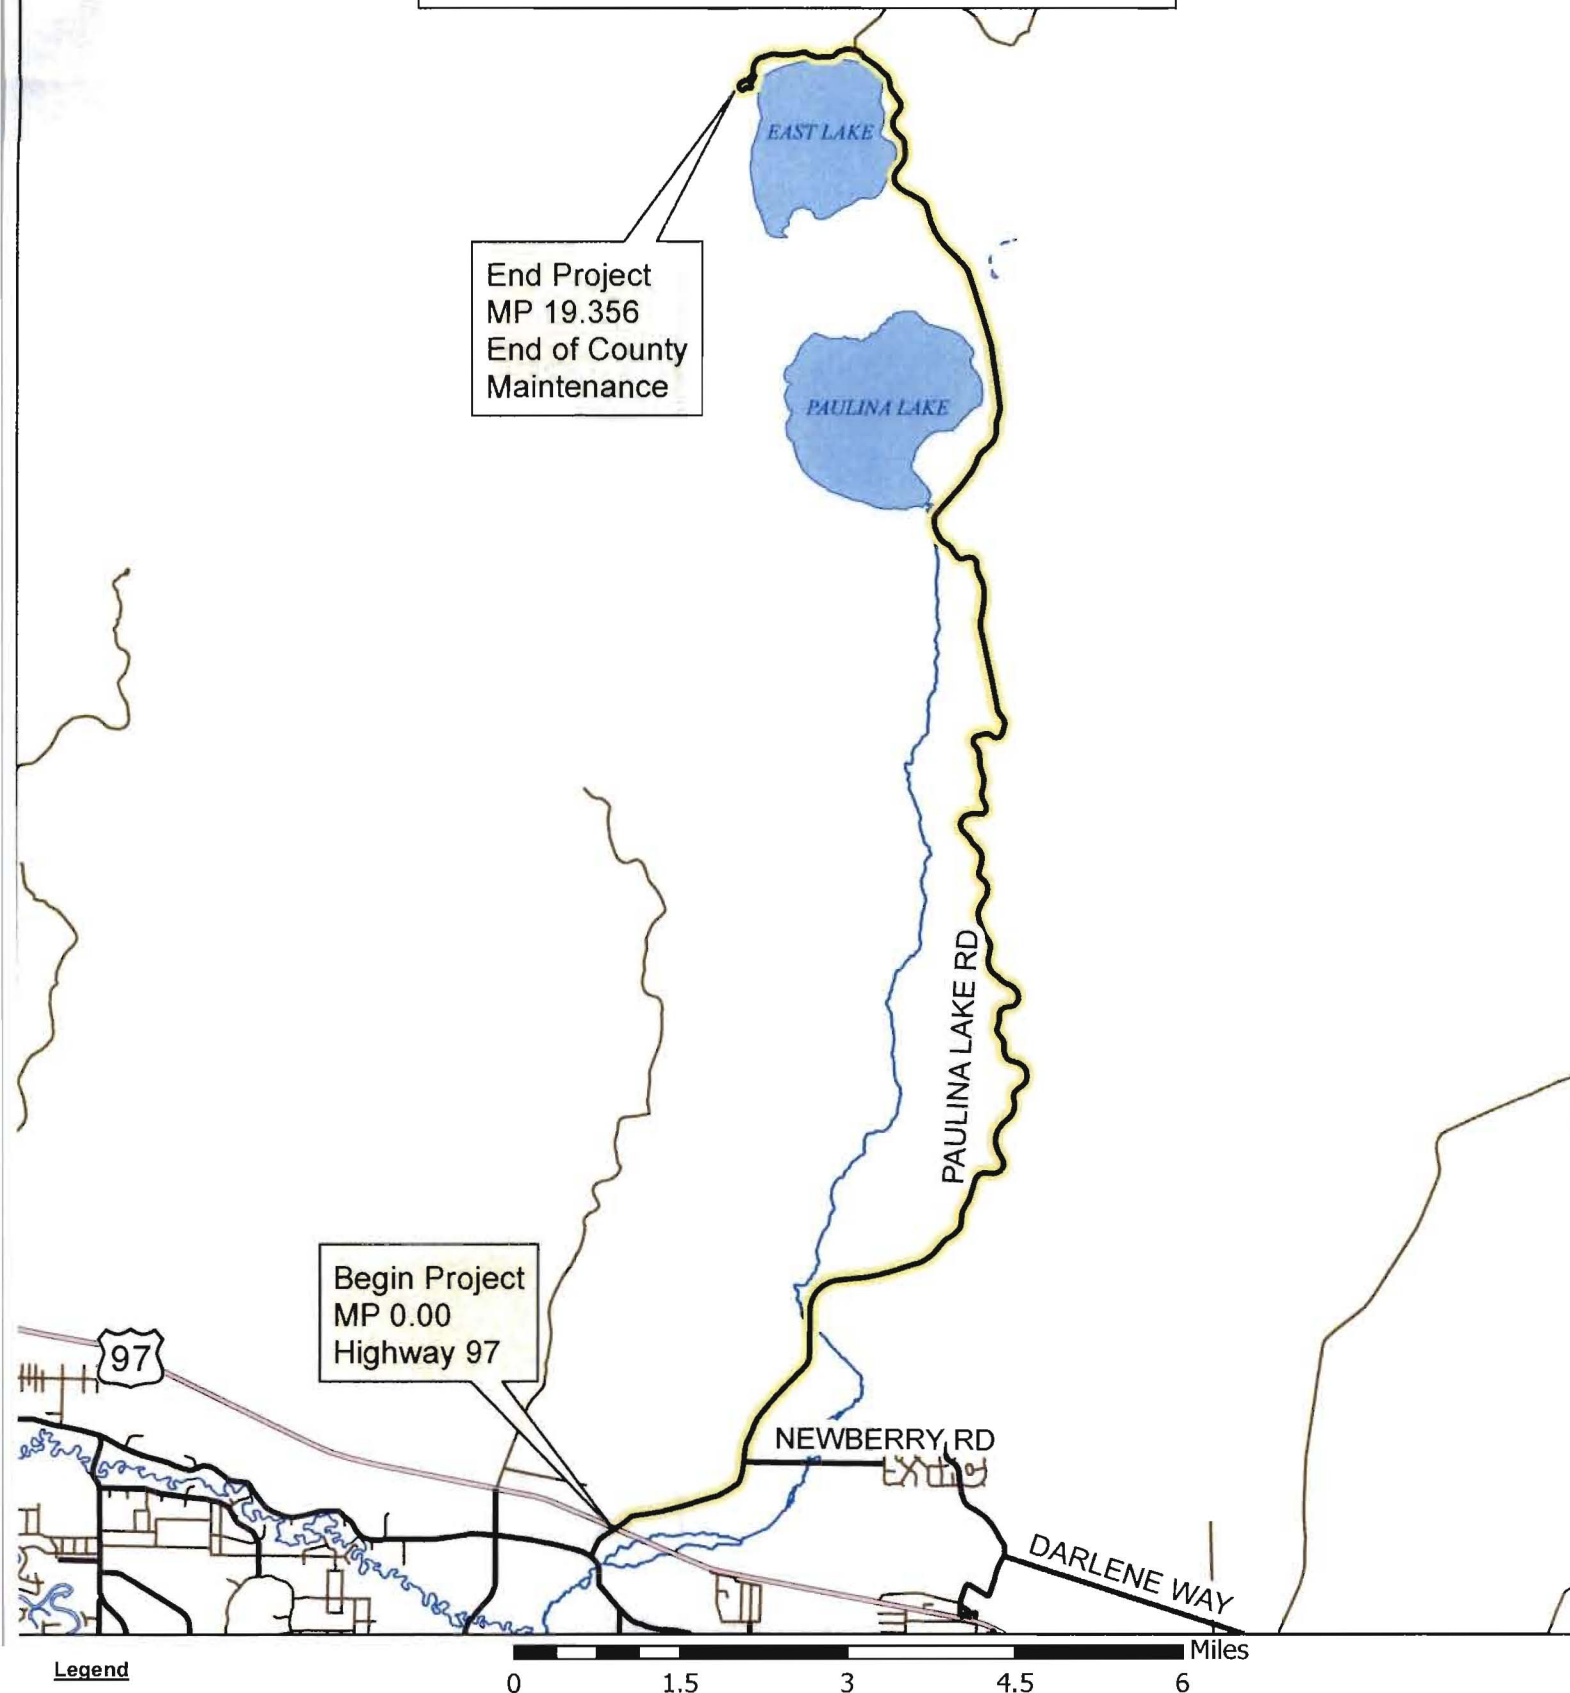 EAST LAKE
End Project
MP 19.356
End of County
Maintenance
PAULINA LAKE
PAULINA LAKE RD
Begin Project
MP 0.00
Highway 97
97
NEWBERRY RD
DARLENE WAY
Miles
0 1.5 3 4.5 6
Legend